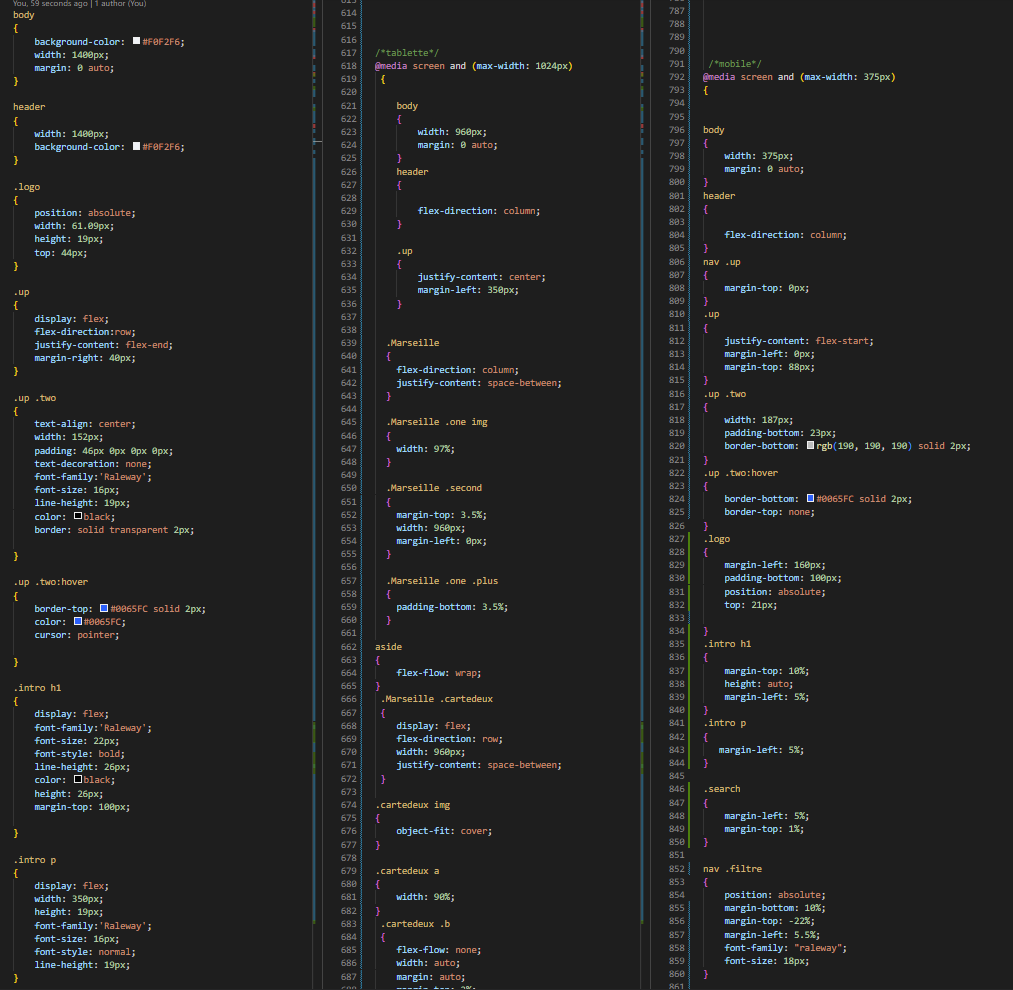 You, 59 seconds ago | 1 author (You)
body
{
background-color: #F0F2F6;
width: 1400px;
margin: 0 auto;
}
header
{
width: 1400px;
background-color: #F0F2F6;
}
.logo
{
position: absolute;
width: 61.09px;
height: 19px;
top: 44px;
}
.up
{
display: flex;
flex-direction:row;
justify-content: flex-end;
margin-right: 40px;
}
.up .two
{
text-align: center;
width: 152px;
padding: 46px 0px 0px 0px;
text-decoration: none;
font-family:'Raleway';
font-size: 16px;
line-height: 19px;
color: black;
border: solid transparent 2px;
}
.up .two:hover
{
border-top: #0065FC solid 2px;
color: #0065FC;
cursor: pointer;
}
.intro h1
{
display: flex;
font-family:'Raleway';
font-size: 22px;
font-style: bold;
line-height: 26px;
color: black;
height: 26px;
margin-top: 100px;
}
.intro p
{
display: flex;
width: 350px;
height: 19px;
font-family:'Raleway';
font-size: 16px;
font-style: normal;
line-height: 19px;
}
614
615
616
617 /*tablette*/
618 @media screen and (max-width: 1024px)
619 {
620
621 body
622 {
623 width: 960px;
624 margin: 0 auto;
625 }
626 header
627 {
628
629 flex-direction: column;
630 }
631
632 .up
633 {
634 justify-content: center;
635 margin-left: 350px;
636 }
637
638
639 .Marseille
640 {
641 flex-direction: column;
642 justify-content: space-between;
643 }
644
645 .Marseille .one img
646 {
647 width: 97%;
648 }
649
650 .Marseille .second
651 {
652 margin-top: 3.5%;
653 width: 960px;
654 margin-left: 0px;
655 }
656
657 .Marseille .one .plus
658 {
659 padding-bottom: 3.5%;
660 }
661
662 aside
663 {
664 flex-flow: wrap;
665 }
666 .Marseille .cartedeux
667 {
668 display: flex;
669 flex-direction: row;
670 width: 960px;
671 justify-content: space-between;
672 }
673
674 .cartedeux img
675 {
676 object-fit: cover;
677 }
678
679 .cartedeux a
680 {
681 width: 90%;
682 }
683 .cartedeux .b
684 {
685 flex-flow: none;
686 width: auto;
687 margin: auto;
787
788
789
790
791 /*mobile*/
792 @media screen and (max-width: 375px)
793 {
794
795
796 body
797 {
798 width: 375px;
799 margin: 0 auto;
800 }
801 header
802 {
803
804 flex-direction: column;
805 }
806 nav .up
807 {
808 margin-top: 0px;
809 }
810 .up
811 {
812 justify-content: flex-start;
813 margin-left: 0px;
814 margin-top: 88px;
815 }
816 .up .two
817 {
818 width: 187px;
819 padding-bottom: 23px;
820 border-bottom: rgb(190, 190, 190) solid 2px;
821 }
822 .up .two:hover
823 {
824 border-bottom: #0065FC solid 2px;
825 border-top: none;
826 }
827 .logo
828 {
829 margin-left: 160px;
830 padding-bottom: 100px;
831 position: absolute;
832 top: 21px;
833
834 }
835 .intro h1
836 {
837 margin-top: 10%;
838 height: auto;
839 margin-left: 5%;
840 }
841 .intro p
842 {
843 margin-left: 5%;
844 }
845
846 .search
847 {
848 margin-left: 5%;
849 margin-top: 1%;
850 }
851
852 nav .filtre
853 {
854 position: absolute;
855 margin-bottom: 10%;
856 margin-top: -22%;
857 margin-left: 5.5%;
858 font-family: "raleway";
859 font-size: 18px;
860 }
861